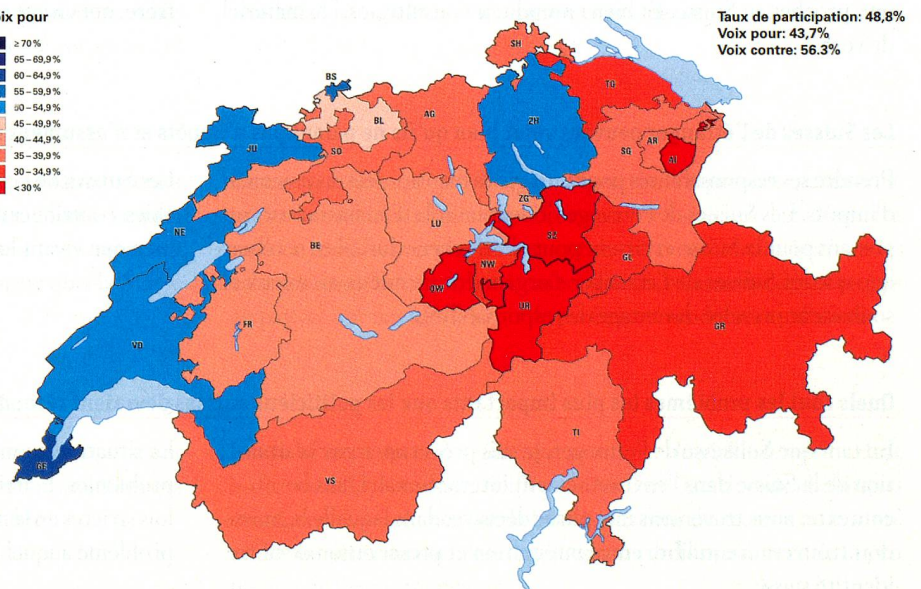 oix pour
≥ 70 %
65 – 69,9 %
60 – 64,9 %
55 – 59,9 %
50 – 54,9 %
45 – 49,9 %
40 – 44,9 %
35 – 39,9 %
30 – 34,9 %
< 30 %
Taux de participation: 48,8%
Voix pour: 43,7%
Voix contre: 56.3%
SH
BS
TG
BL
AG
ZH
JU
SO
AR
SG
AI
ZG
LU
NE
SZ
BE
GL
NW
OW
UR
FR
GR
VD
TI
GE
VS